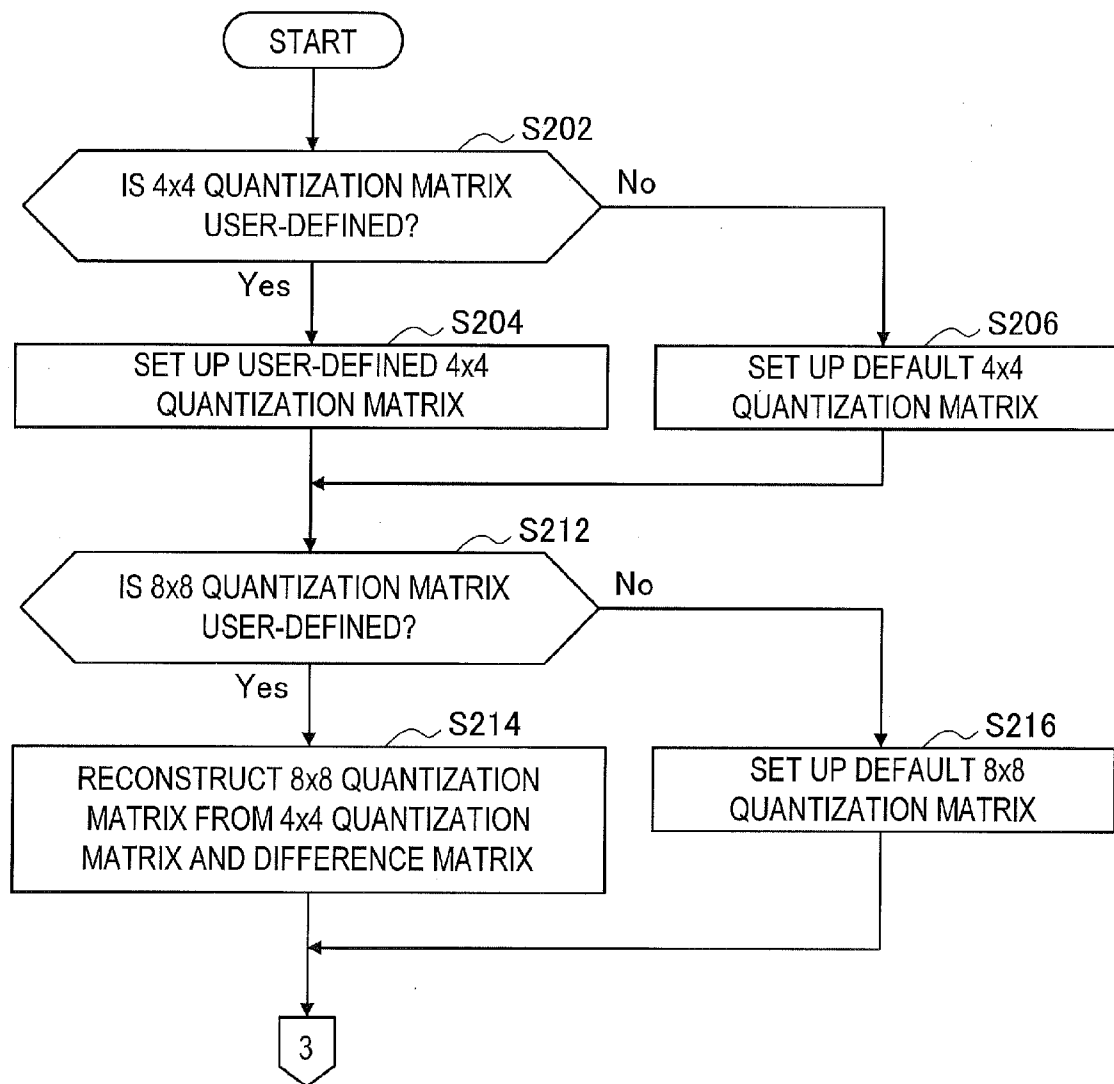 START
S202
IS 4x4 QUANTIZATION MATRIX
USER-DEFINED?
No
Yes
S204
SET UP USER-DEFINED 4x4
QUANTIZATION MATRIX
S206
SET UP DEFAULT 4x4
QUANTIZATION MATRIX
S212
IS 8x8 QUANTIZATION MATRIX
USER-DEFINED?
No
Yes
S214
RECONSTRUCT 8x8 QUANTIZATION
MATRIX FROM 4x4 QUANTIZATION
MATRIX AND DIFFERENCE MATRIX
S216
SET UP DEFAULT 8x8
QUANTIZATION MATRIX
3